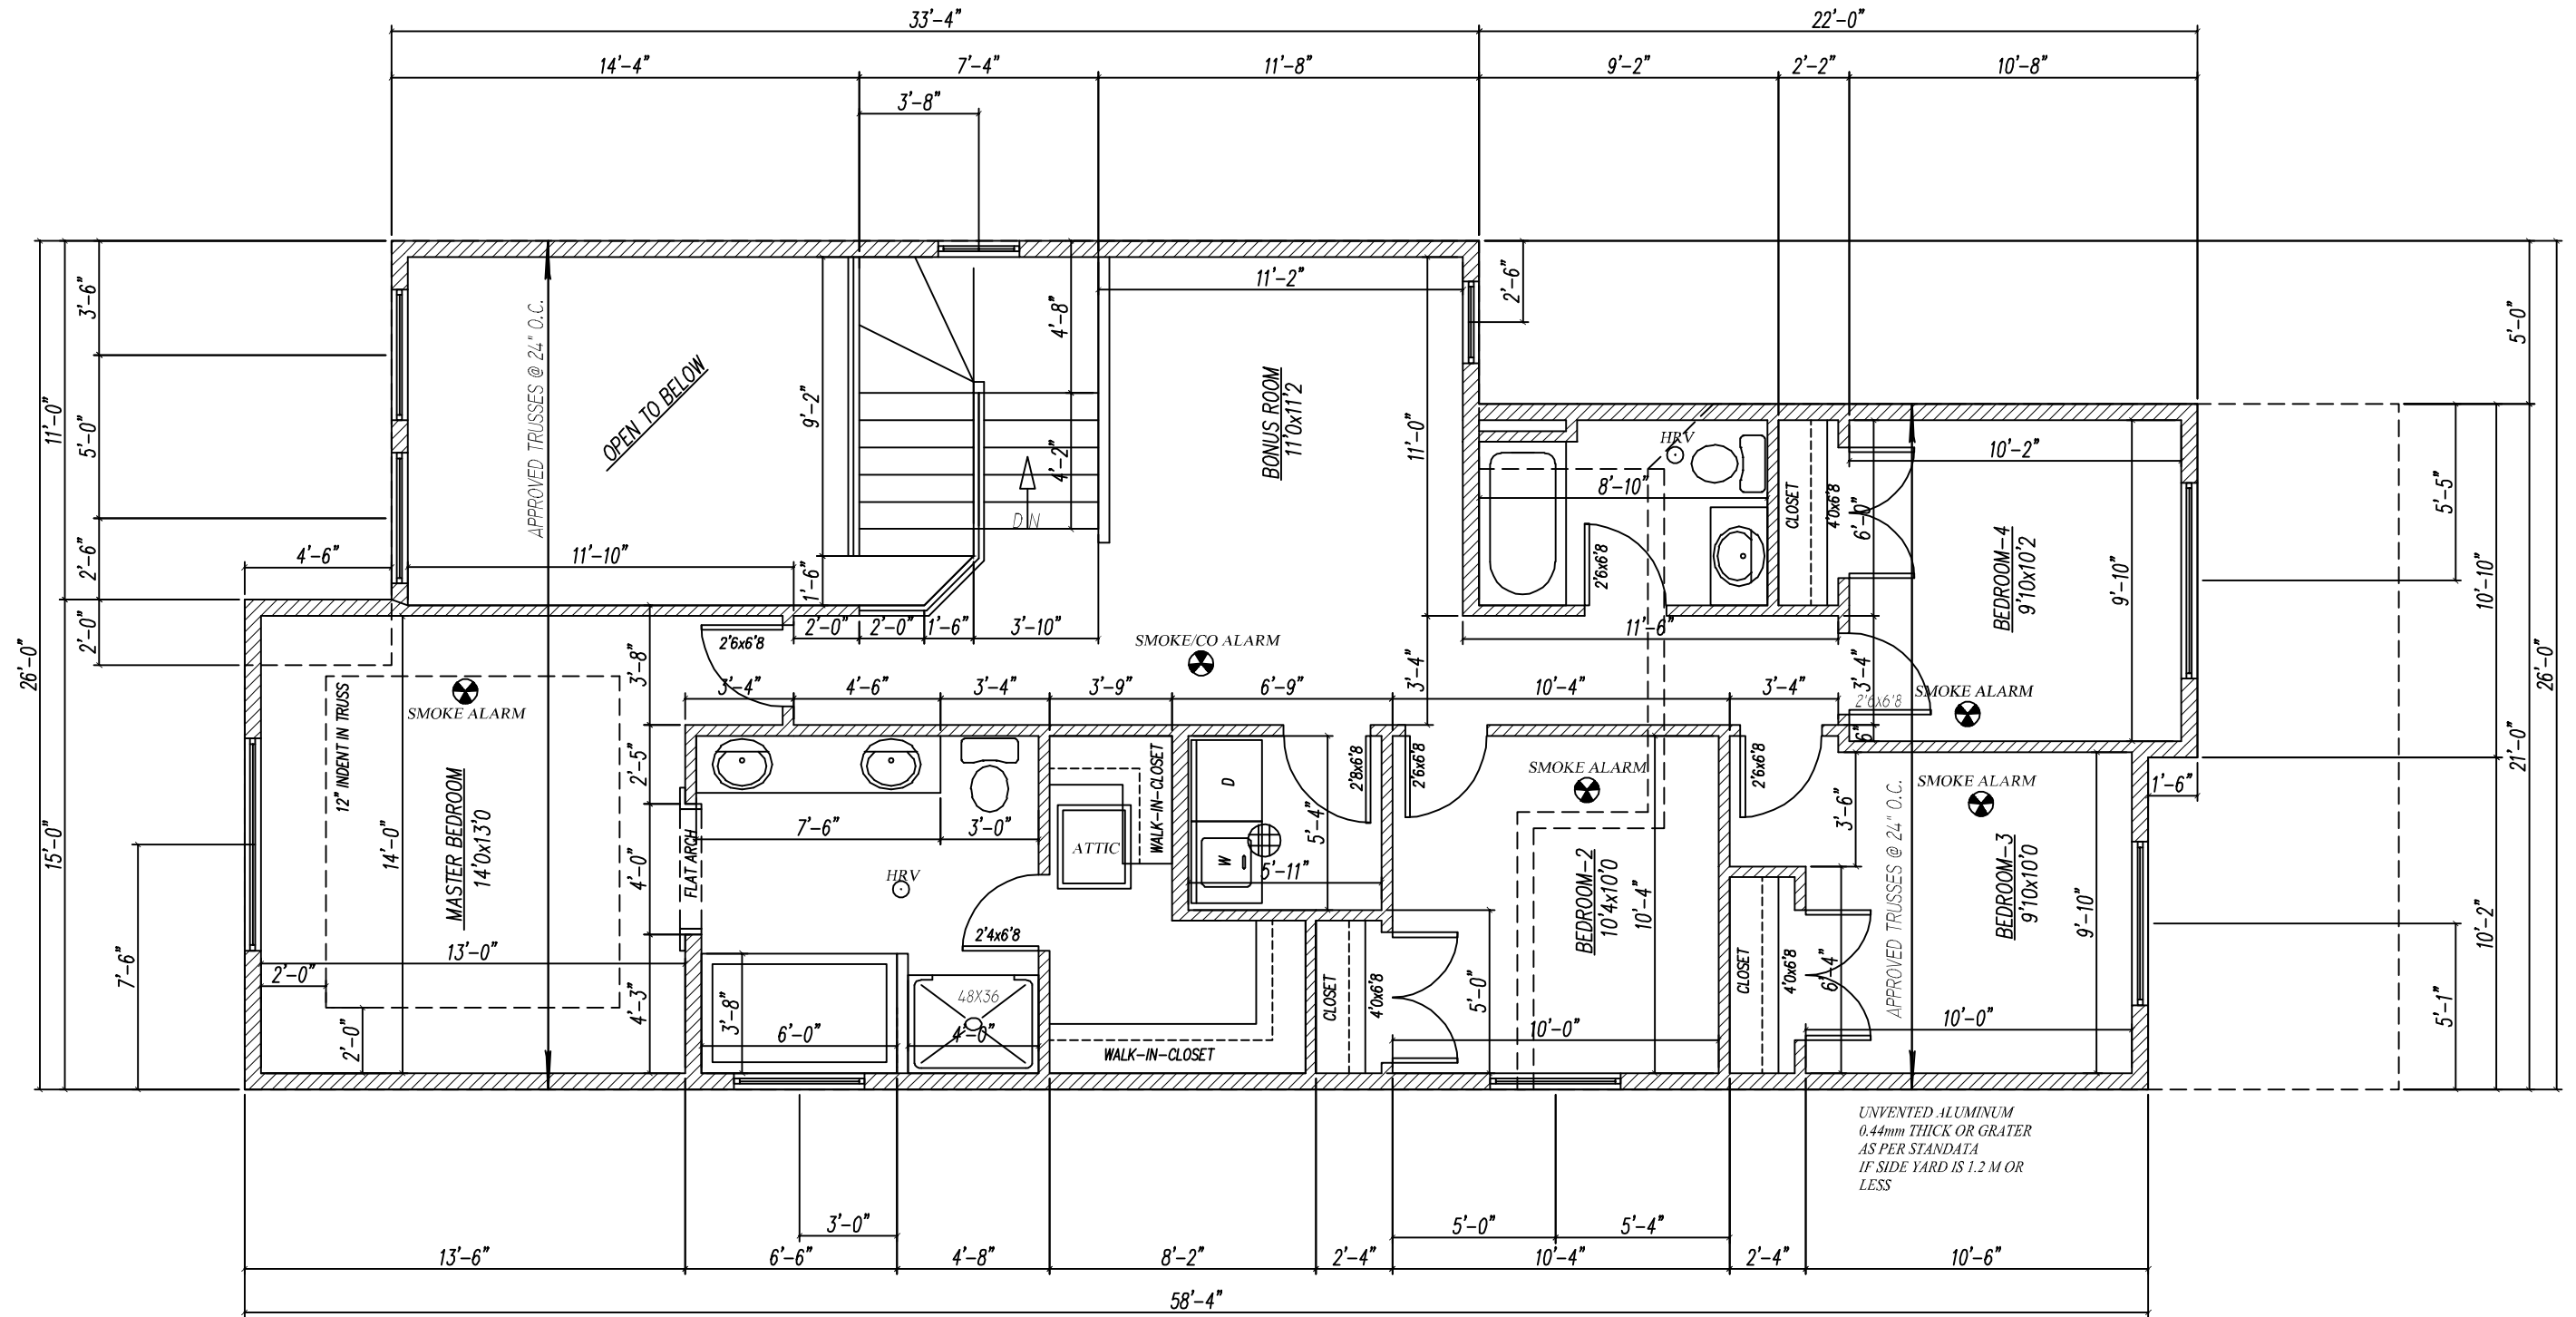 33'-4"
22'-0"
14'-4"
7'-4"
11'-8"
9'-2"
2'-2"
10'-8"
3'-8"
26'-0"
11'-0"
15'-0"
3'-6"
5'-0"
2'-6"
2'-0"
4'-6"
7'-6"
APPROVED TRUSSES @ 24" O.C.
OPEN TO BELOW
11'-10"
9'-2"
1'-6"
4'-8"
4'-2"
DN
11'-2"
BONUS ROOM
11'0x11'2
11'-0"
2'-6"
HRV
8'-10"
2'6x6'8
CLOSET
4'0x6'8
6'-0"
10'-2"
BEDROOM-4
9'10x10'2
9'-10"
5'-0"
5'-5"
10'-10"
26'-0"
21'-0"
2'6x6'8
2'-0"
2'-0"
1'-6"
3'-10"
SMOKE/CO ALARM
11'-6"
3'-4"
3'-4"
2'6x6'8
SMOKE ALARM
6"
3'-8"
3'-4"
4'-6"
3'-4"
3'-9"
6'-9"
10'-4"
3'-4"
SMOKE ALARM
12" INDENT IN TRUSS
MASTER BEDROOM
14'0x13'0
14'-0"
2'-5"
4'-0"
4'-3"
FLAT ARCH
7'-6"
3'-0"
HRV
ATTIC
WALK-IN-CLOSET
D
W
5'-4"
5'-11"
2'8x6'8
2'6x6'8
SMOKE ALARM
BEDROOM-2
10'4x10'0
10'-4"
2'6x6'8
SMOKE ALARM
3'-6"
1'-6"
BEDROOM-3
9'10x10'0
9'-10"
APPROVED TRUSSES @ 24" O.C.
10'-2"
5'-1"
13'-0"
2'-0"
2'-0"
2'4x6'8
3'-8"
6'-0"
48X36
4'-0"
WALK-IN-CLOSET
CLOSET
4'0x6'8
5'-0"
10'-0"
CLOSET
4'0x6'8
6'-4"
10'-0"
UNVENTED ALUMINUM
0.44mm THICK OR GRATER
AS PER STANDATA
IF SIDE YARD IS 1.2 M OR
LESS
3'-0"
5'-0"
5'-4"
13'-6"
6'-6"
4'-8"
8'-2"
2'-4"
10'-4"
2'-4"
10'-6"
58'-4"